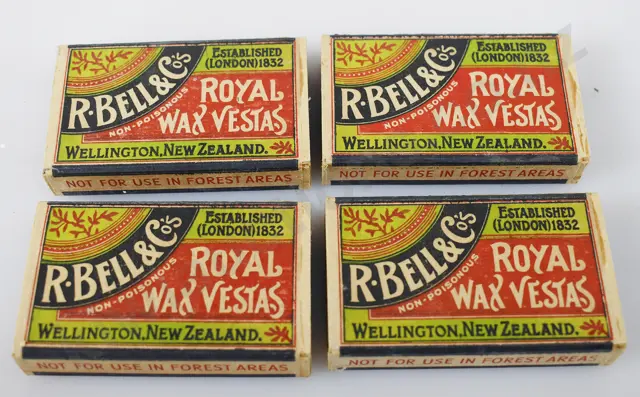 R·BELL&Co's
ESTABLISHED
(LONDON) 1832
NON-POISONOUS
ROYAL
WAX VESTAS
WELLINGTON, NEW ZEALAND.
NOT FOR USE IN FOREST AREAS
R·BELL&Co's
ESTABLISHED
(LONDON) 1832
NON-POISONOUS
ROYAL
WAX VESTAS
WELLINGTON, NEW ZEALAND.
NOT FOR USE IN FOREST AREAS
R·BELL&Co's
ESTABLISHED
(LONDON) 1832
NON-POISONOUS
ROYAL
WAX VESTAS
WELLINGTON, NEW ZEALAND.
NOT FOR USE IN FOREST AREAS
R·BELL&Co's
ESTABLISHED
(LONDON) 1832
NON-POISONOUS
ROYAL
WAX VESTAS
WELLINGTON, NEW ZEALAND.
NOT FOR USE IN FOREST AREAS